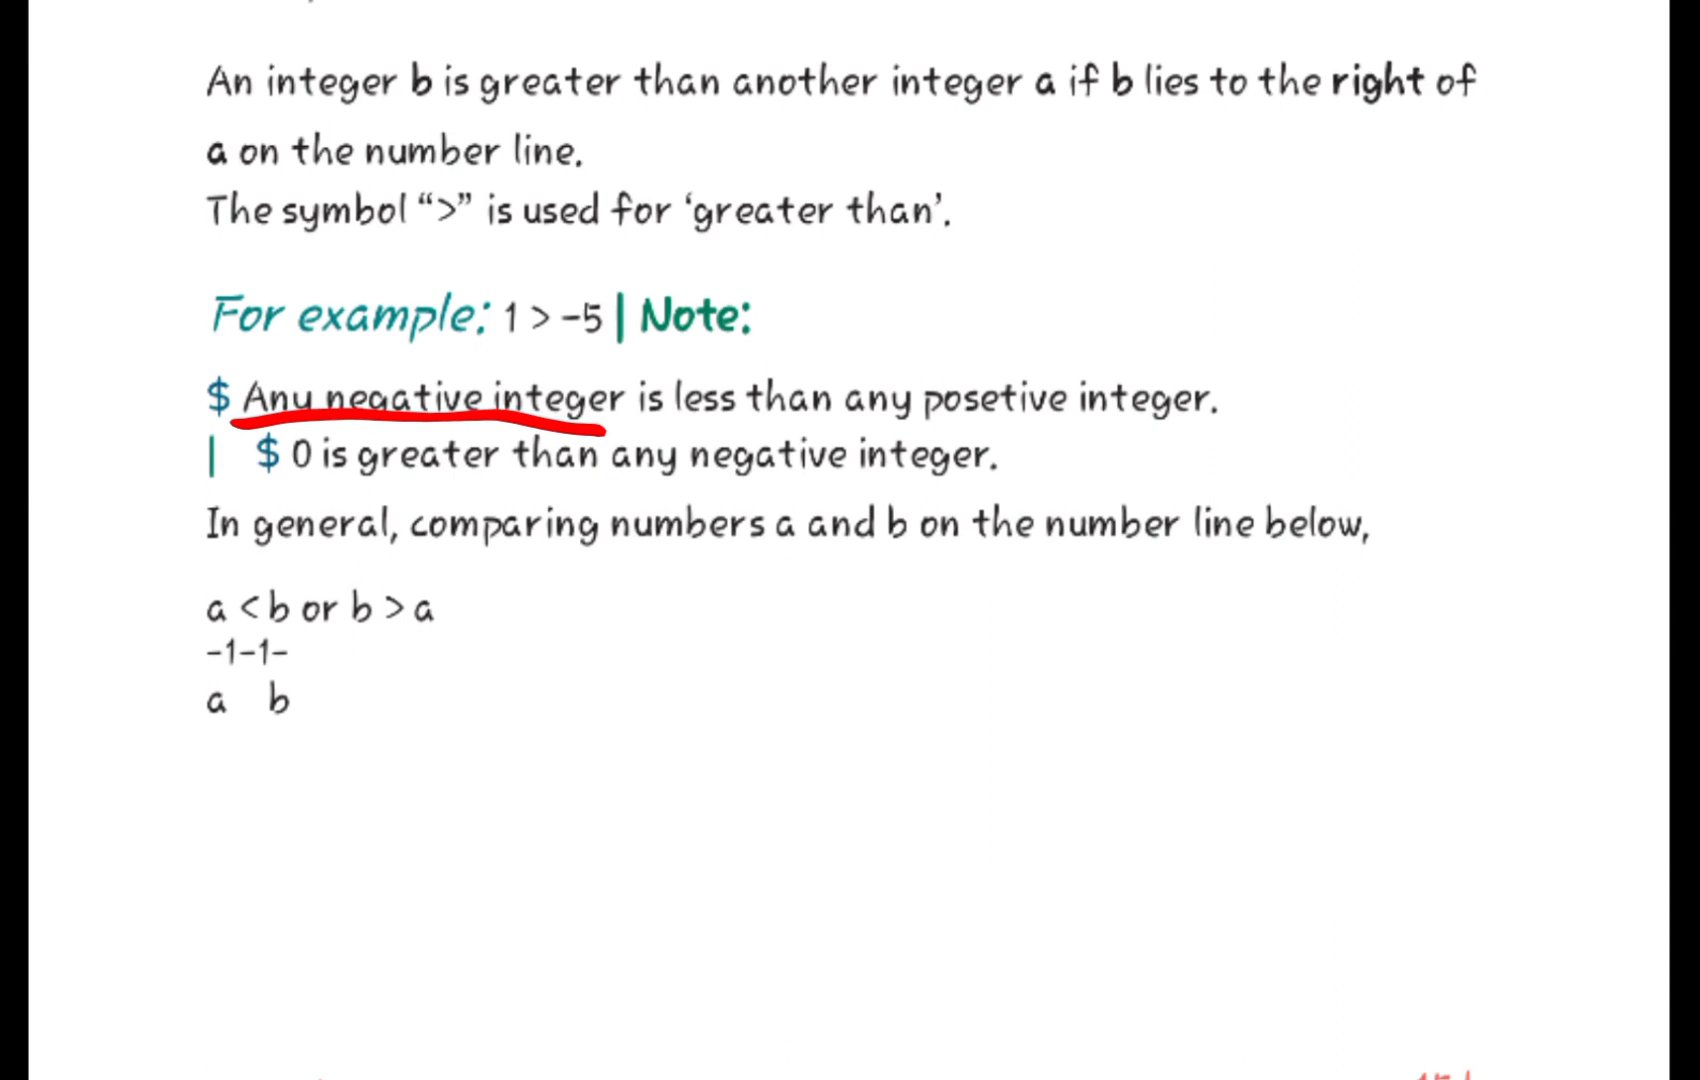 An integer b is greater than another integer a if b lies to the right of
a on the number line.
The symbol “>” is used for ‘greater than’.
For example: 1 > -5 | Note:
$ Any negative integer is less than any posetive integer.
| $ 0 is greater than any negative integer.
In general, comparing numbers a and b on the number line below,
a < b or b > a
-1-1-
a b